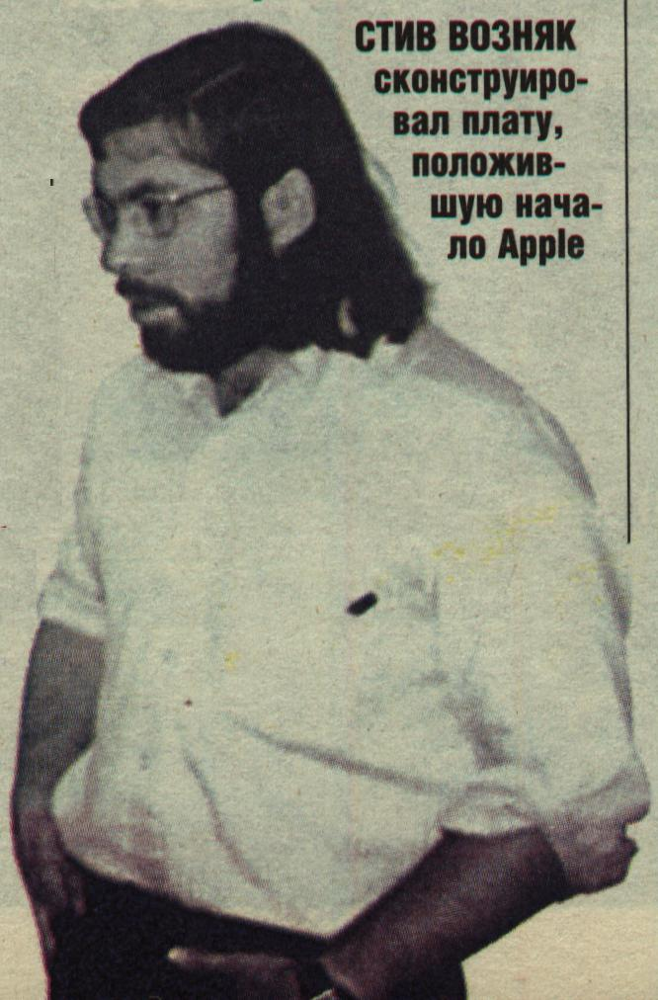 СТИВ ВОЗНЯК
сконструиро-
вал плату,
положив-
шую нача-
ло Apple